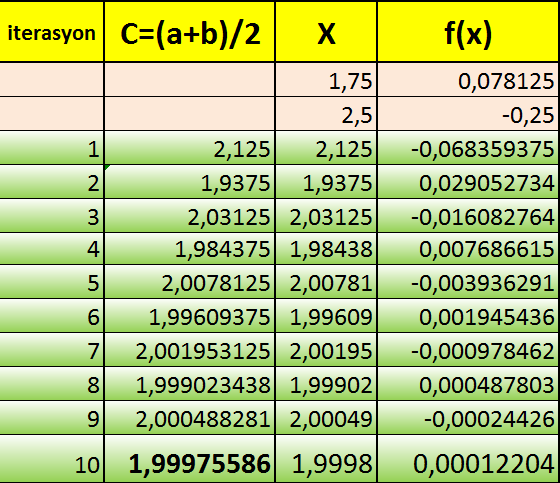 iterasyon C=(a+b)/2 X f(x)
1,75 0,078125
2,5 -0,25
1 2,125 2,125 -0,068359375
2 1,9375 1,9375 0,029052734
3 2,03125 2,03125 -0,016082764
4 1,984375 1,98438 0,007686615
5 2,0078125 2,00781 -0,003936291
6 1,99609375 1,99609 0,001945436
7 2,001953125 2,00195 -0,000978462
8 1,999023438 1,99902 0,000487803
9 2,000488281 2,00049 -0,00024426
10 1,99975586 1,9998 0,00012204